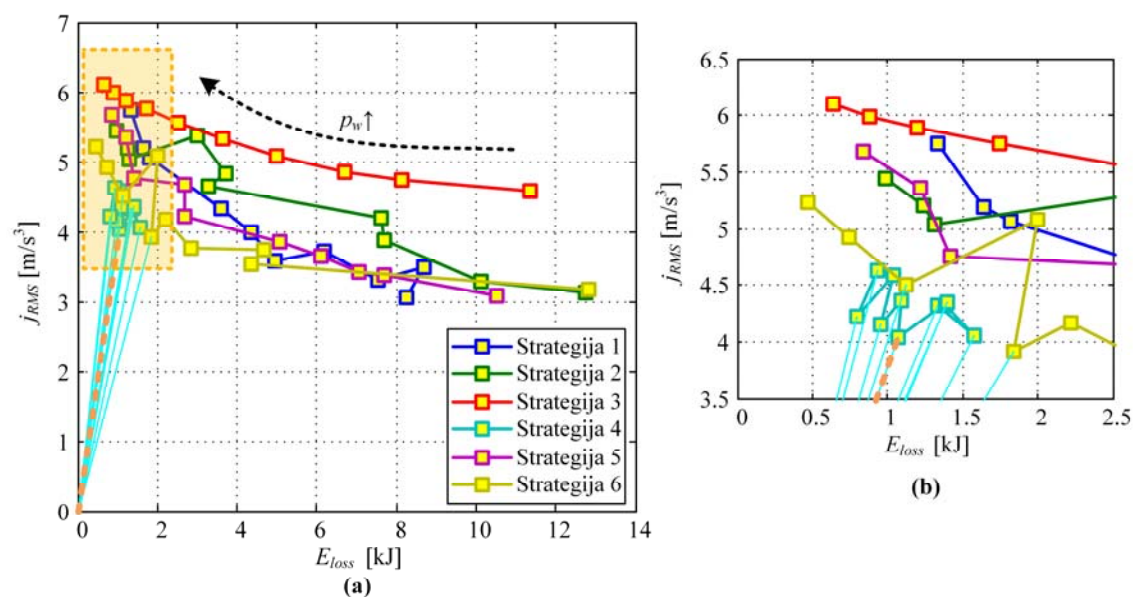 7
6
5
4
3
2
1
0
j_RMS [m/s³]
p_w↑
Strategija 1
Strategija 2
Strategija 3
Strategija 4
Strategija 5
Strategija 6
0 2 4 6 8 10 12 14
E_loss [kJ]
(a)
6.5
6
5.5
5
4.5
4
3.5
j_RMS [m/s³]
0 0.5 1 1.5 2 2.5
E_loss [kJ]
(b)